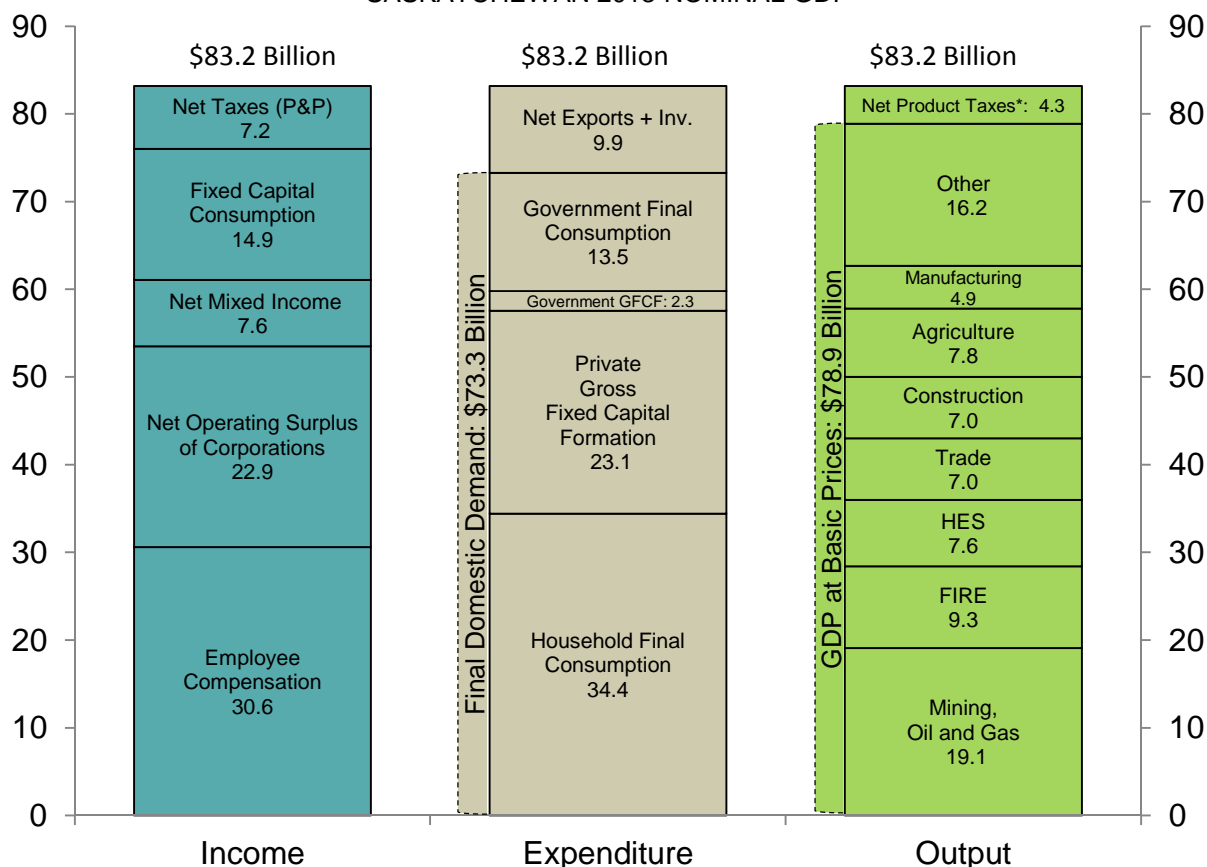 $83.2 Billion
$83.2 Billion
$83.2 Billion
90
80
70
60
50
40
30
20
10
0
Net Taxes (P&P)
7.2
Fixed Capital
Consumption
14.9
Net Mixed Income
7.6
Net Operating Surplus
of Corporations
22.9
Employee
Compensation
30.6
Final Domestic Demand: $73.3 Billion
Net Exports + Inv.
9.9
Government Final
Consumption
13.5
Government GFCF: 2.3
Private
Gross
Fixed Capital
Formation
23.1
Household Final
Consumption
34.4
GDP at Basic Prices: $78.9 Billion
Net Product Taxes*: 4.3
Other
16.2
Manufacturing
4.9
Agriculture
7.8
Construction
7.0
Trade
7.0
HES
7.6
FIRE
9.3
Mining,
Oil and Gas
19.1
90
80
70
60
50
40
30
20
10
0
Income
Expenditure
Output